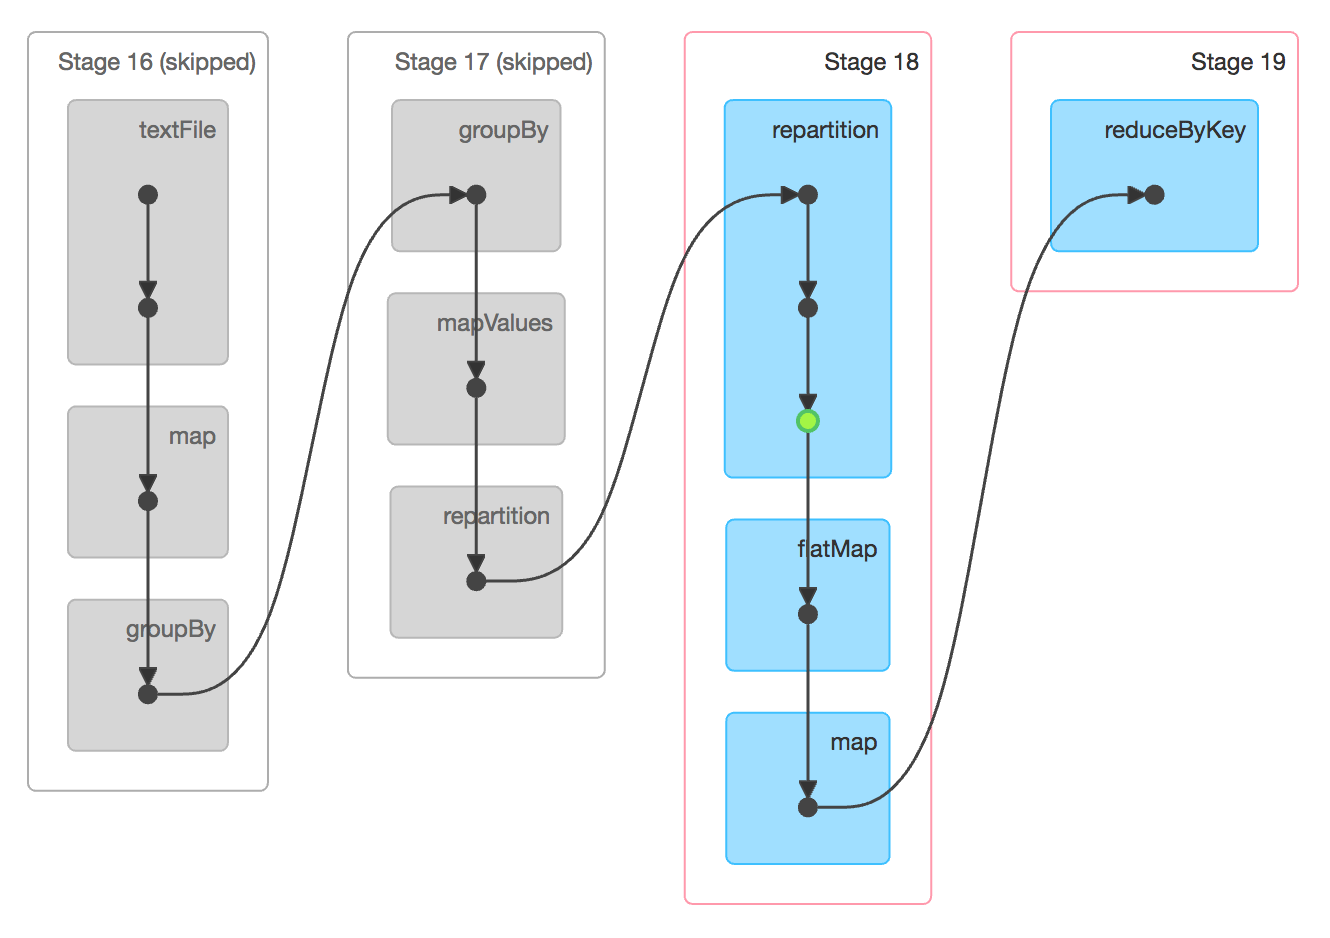 Stage 16 (skipped)
textFile
map
groupBy
Stage 17 (skipped)
groupBy
mapValues
repartition
Stage 18
repartition
flatMap
map
Stage 19
reduceByKey